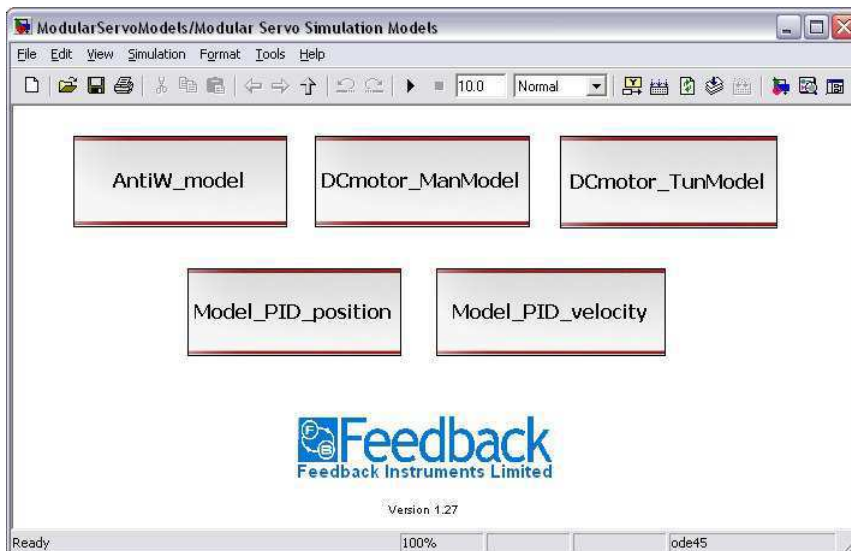 ModularServoModels/Modular Servo Simulation Models
File Edit View Simulation Format Tools Help
10.0 Normal
AntiW_model DCmotor_ManModel DCmotor_TunModel
Model_PID_position Model_PID_velocity
F
B
Feedback
Feedback Instruments Limited
Version 1.27
Ready 100% ode45